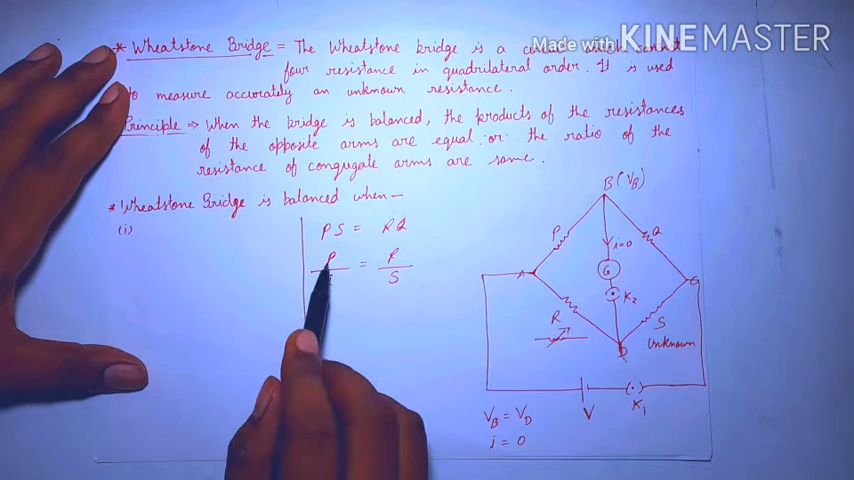 Made with KINEMASTER
* Wheatstone Bridge = The Wheatstone bridge is a
four resistance in quadrilateral order. It is used
to measure accurately an unknown resistance.
Principle ⇒ When the bridge is balanced, the products of the resistances
of the opposite arms are equal 'or' the ratio of the
resistance of congugate arms are same.
* Wheatstone Bridge is balanced when —
(i)
PS = RQ
P = R
S
B (VB)
P
Q
i=0
G
A
C
K2
R
S
Unknown
D
V
K1
VB = VD
i = 0